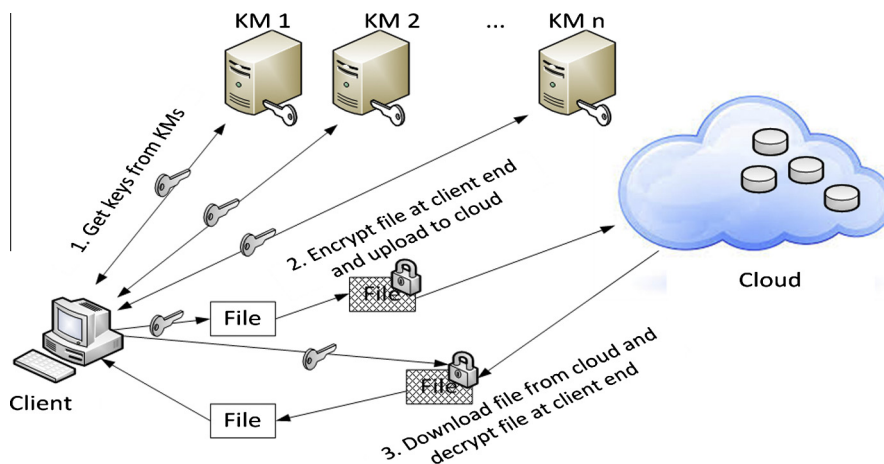 KM 1
KM 2
...
KM n
1. Get keys from KMs
2. Encrypt file at client end
and upload to cloud
Cloud
File
File
Client
File
File
3. Download file from cloud and
decrypt file at client end